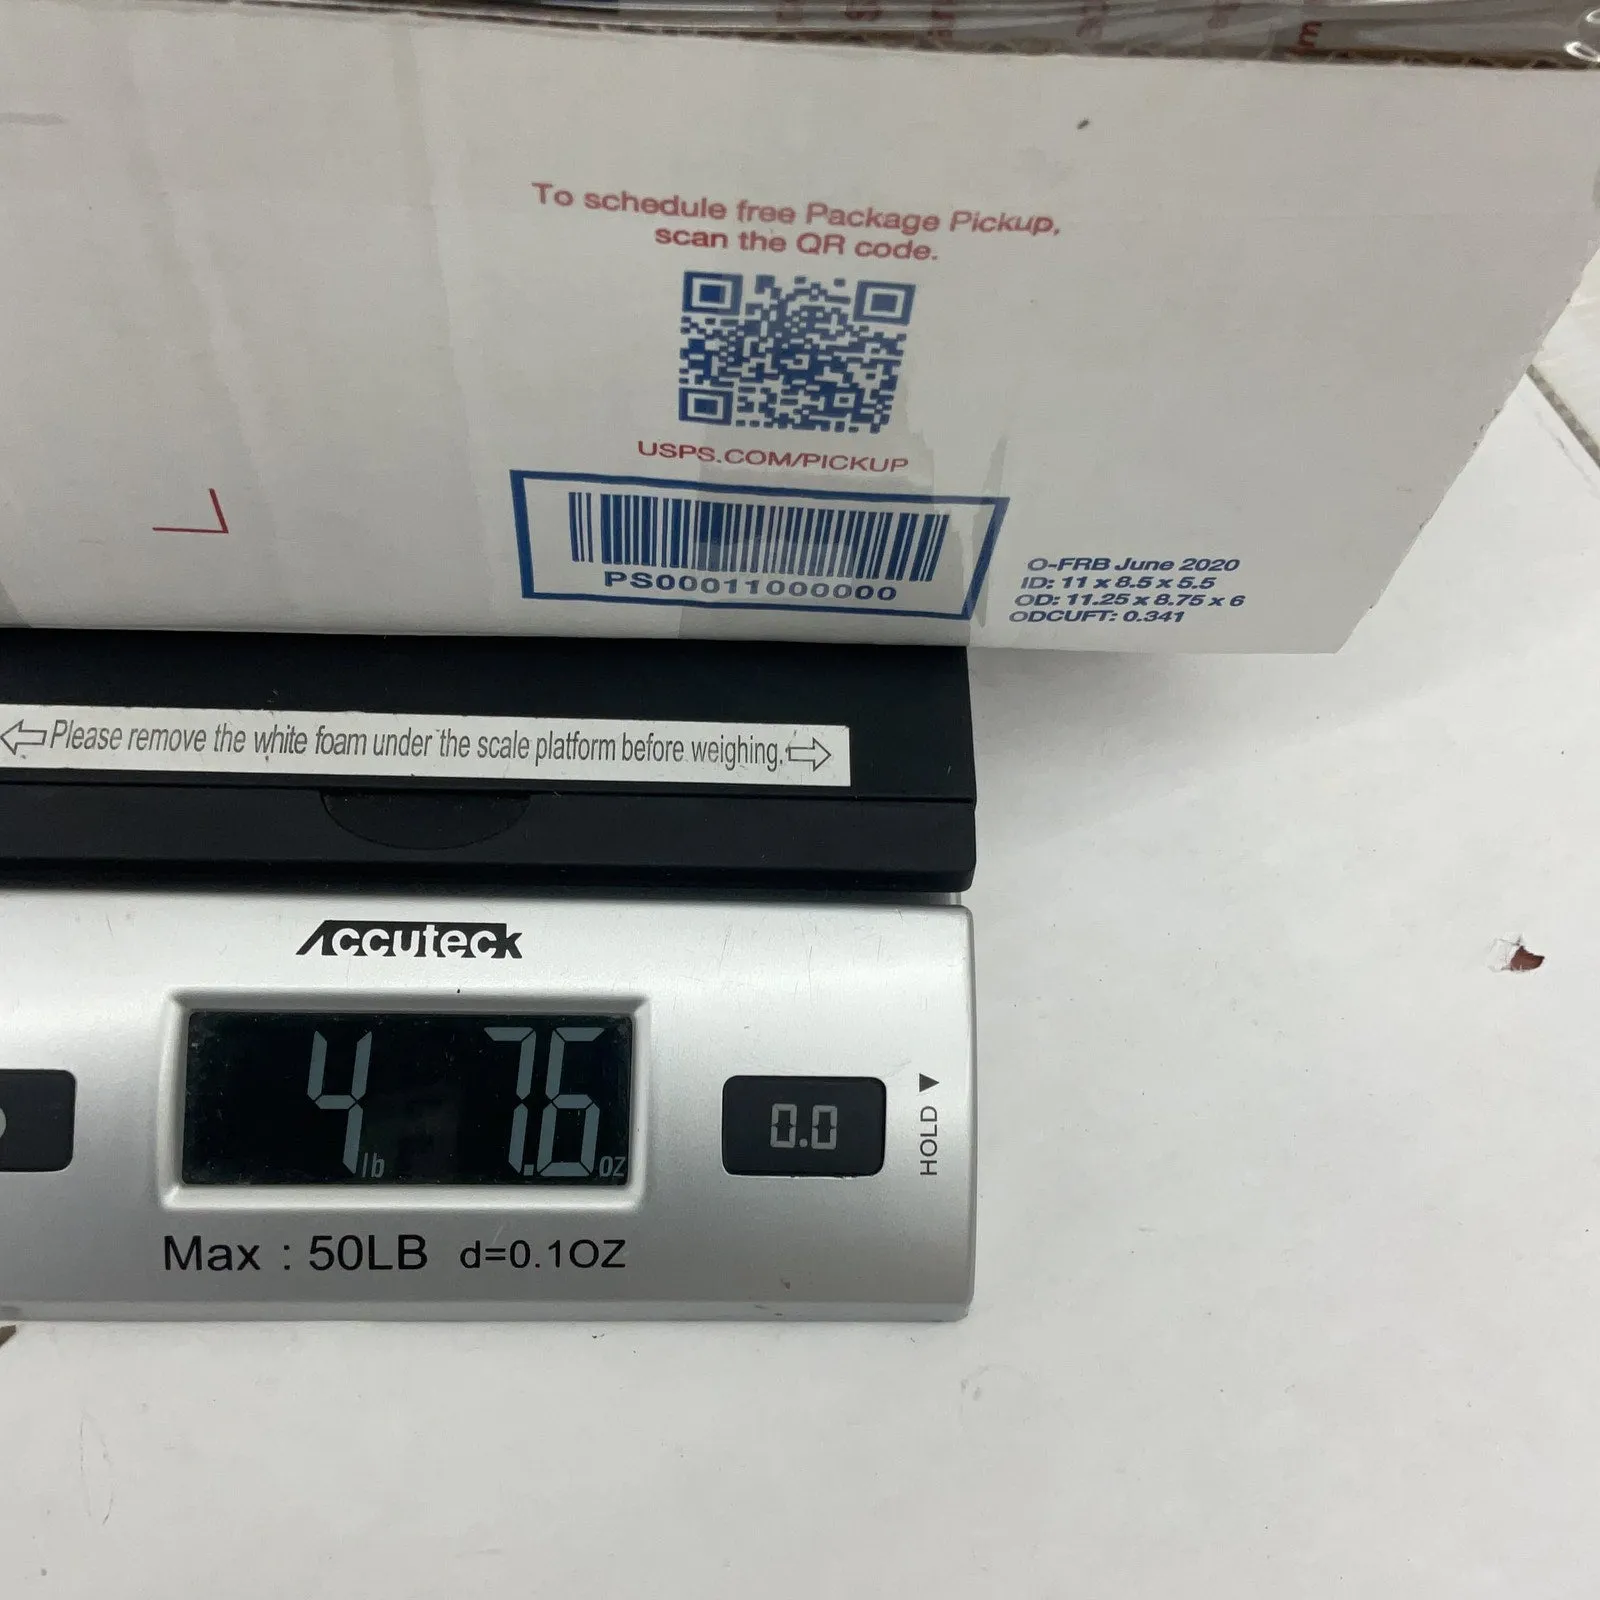 To schedule free Package Pickup,
scan the QR code.
USPS.COM/PICKUP
PS00011000000
O-FRB June 2020
ID: 11 x 8.5 x 5.5
OD: 11.25 x 8.75 x 6
ODCUFT: 0.341
Please remove the white foam under the scale platform before weighing.
Accuteck
4 lb 7.6 oz
0.0
HOLD
Max : 50LB d=0.1OZ